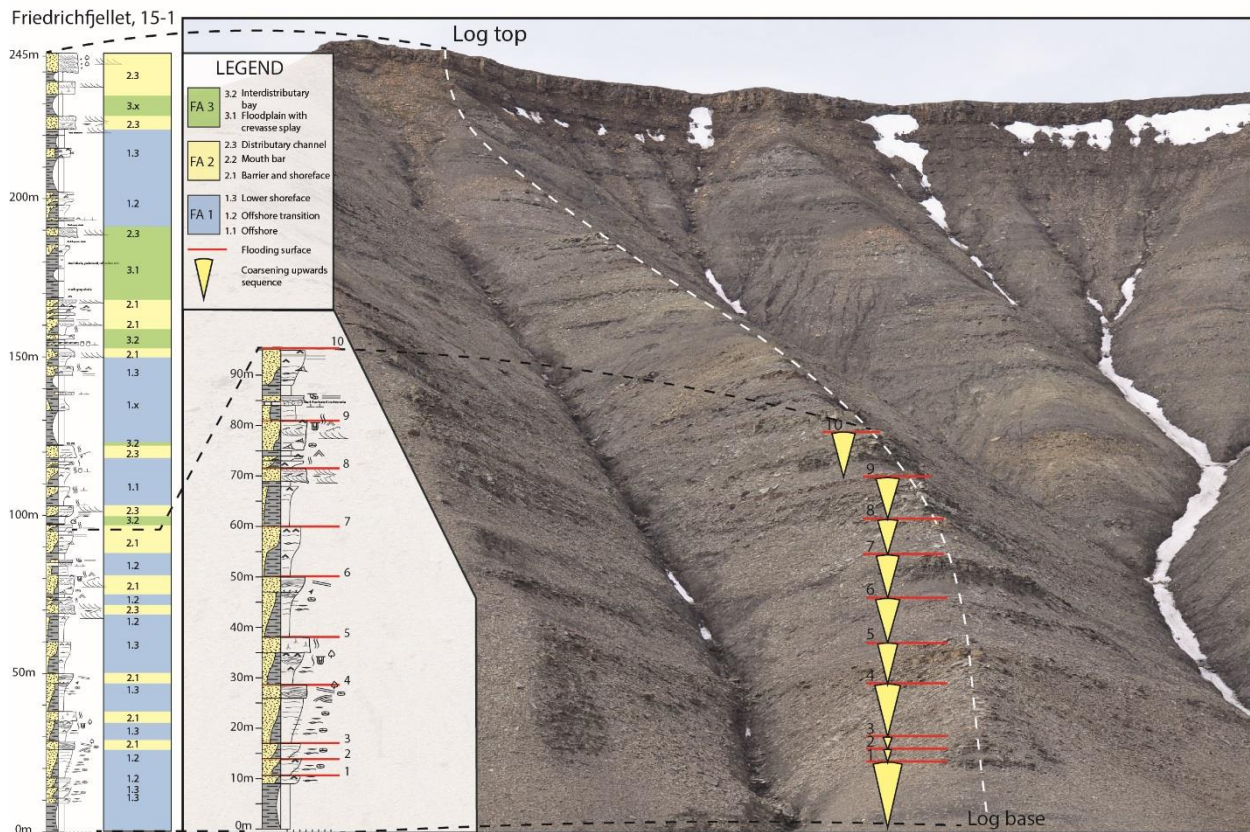 Friedrichfjellet, 15-1
Log top
245m
200m
150m
100m
50m
0m
2.3
3.x
2.3
1.3
1.2
2.3
3.1
2.1
2.1
3.2
2.1
1.3
1.x
3.2
2.3
1.1
2.3
3.2
2.1
1.2
2.1
1.2
2.3
1.2
1.3
2.1
1.3
2.1
1.3
2.1
1.2
1.2
1.3
1.3
LEGEND
FA 3
3.2 Interdistributary
bay
3.1 Floodplain with
crevasse splay
FA 2
2.3 Distributary channel
2.2 Mouth bar
2.1 Barrier and shoreface
FA 1
1.3 Lower shoreface
1.2 Offshore transition
1.1 Offshore
Flooding surface
Coarsening upwards
sequence
90m
80m
70m
60m
50m
40m
30m
20m
10m
0m
10
9
8
7
6
5
4
3
2
1
10
9
8
7
6
5
4
3
2
1
Log base